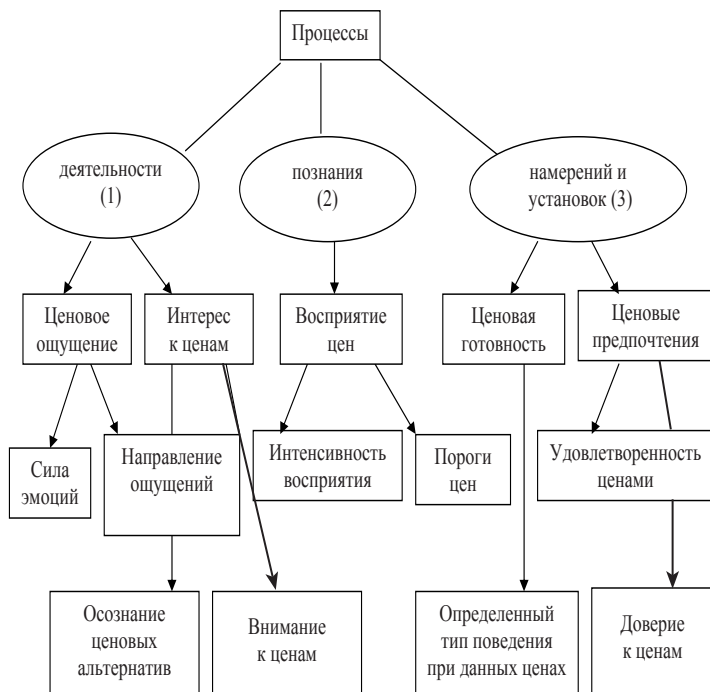 Процессы
деятельности
(1)
познания
(2)
намерений и
установок (3)
Ценовое
ощущение
Интерес
к ценам
Восприятие
цен
Ценовая
готовность
Ценовые
предпочтения
Сила
эмоций
Направление
ощущений
Интенсивность
восприятия
Пороги
цен
Удовлетворенность
ценами
Осознание
ценовых
альтернатив
Внимание
к ценам
Определенный
тип поведения
при данных ценах
Доверие
к ценам